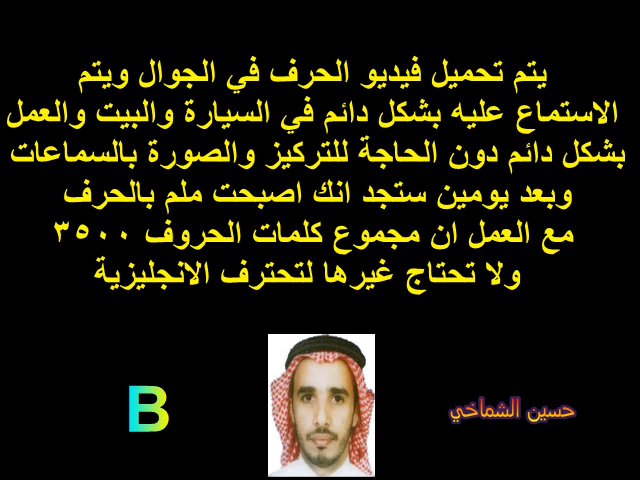 يتم تحميل فيديو الحرف في الجوال ويتم
الاستماع عليه بشكل دائم في السيارة والبيت والعمل
بشكل دائم دون الحاجة للتركيز والصورة بالسماعات
وبعد يومين ستجد انك اصبحت ملم بالحرف
مع العمل ان مجموع كلمات الحروف ٣٥٠٠
ولا تحتاج غيرها لتحترف الانجليزية
حسين الشماخي
B